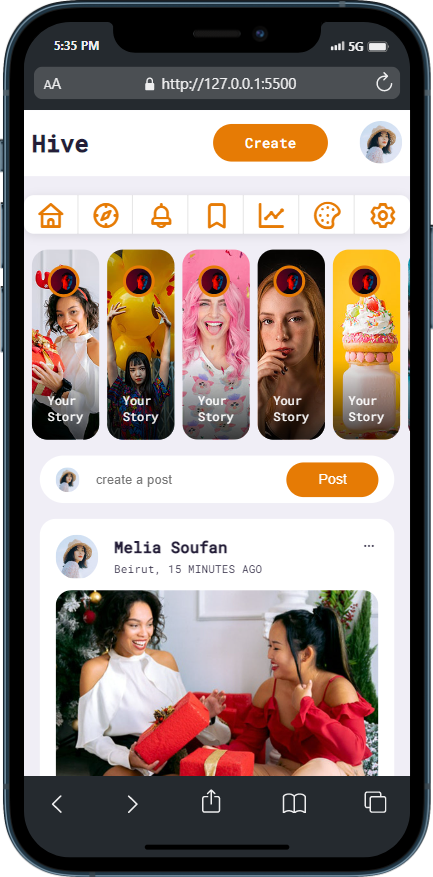 5:35 PM
5G
AA
http://127.0.0.1:5500
Hive
Create
Your
Story
Your
Story
Your
Story
Your
Story
Your
Story
create a post
Post
Melia Soufan
...
Beirut, 15 MINUTES AGO